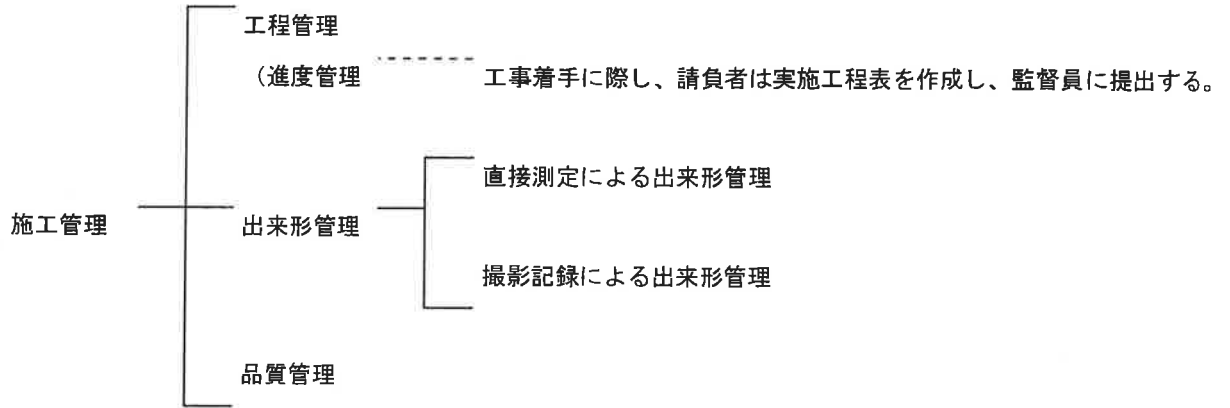 工程管理
（進度管理
工事着手に際し、請負者は実施工程表を作成し、監督員に提出する。
直接測定による出来形管理
施工管理
出来形管理
撮影記録による出来形管理
品質管理